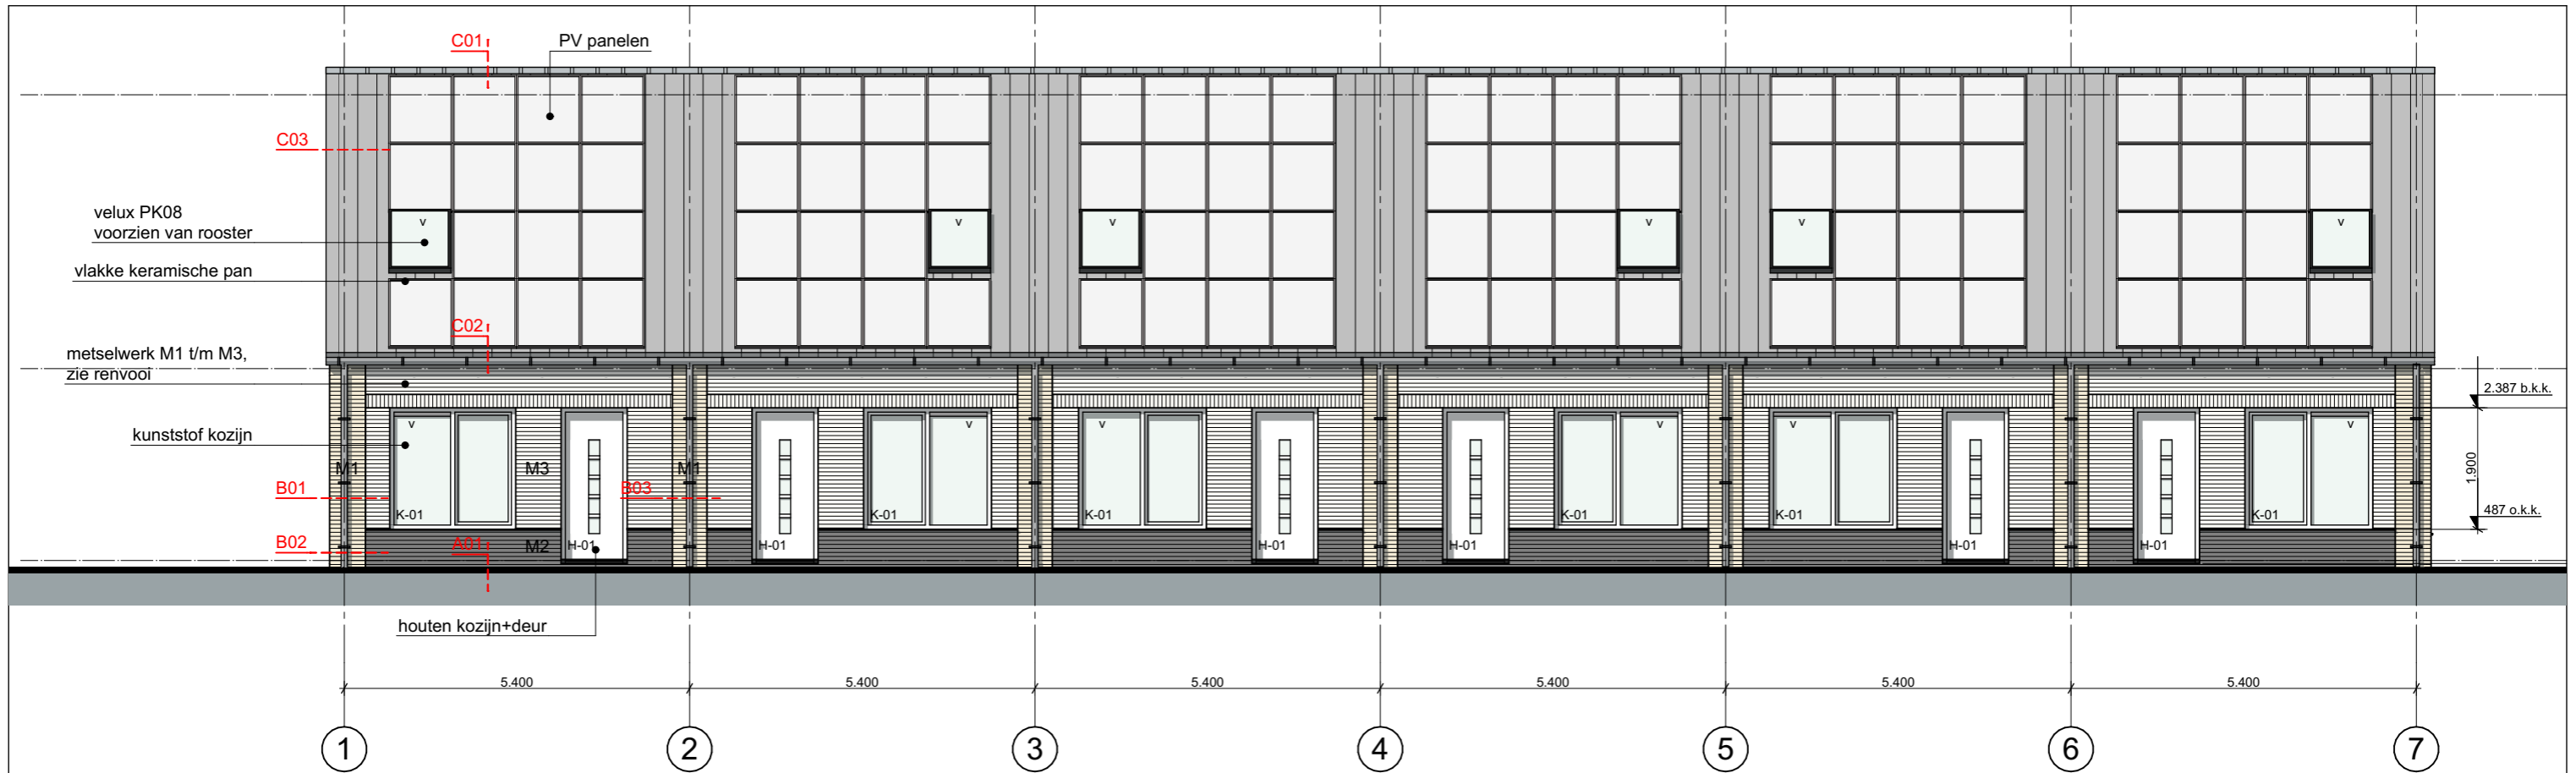 C01
PV panelen
C03
velux PK08
voorzien van rooster
v
v
v
v
v
v
vlakke keramische pan
C02
metselwerk M1 t/m M3,
zie renvooi
2.387 b.k.k.
kunststof kozijn
v
v
v
v
v
v
M1
M3
M1
1.900
B01
B03
K-01
K-01
K-01
K-01
K-01
K-01
487 o.k.k.
B02
A01
M2
H-01
H-01
H-01
H-01
H-01
H-01
houten kozijn+deur
5.400
5.400
5.400
5.400
5.400
5.400
1
2
3
4
5
6
7